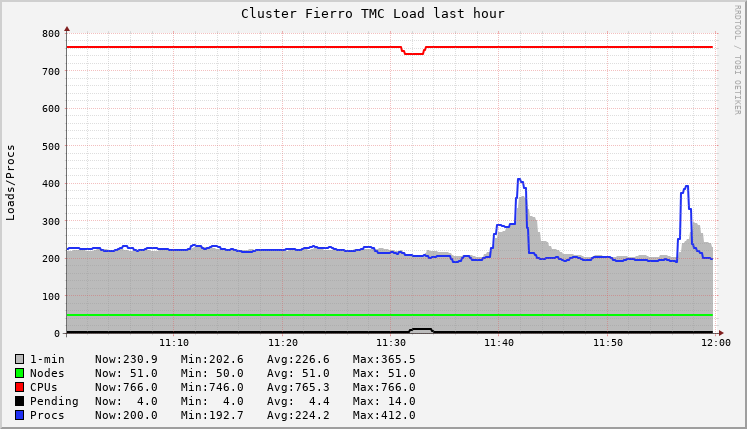 Cluster Fierro TMC Load last hour
RRDTOOL / TOBI OETIKER
Loads/Procs
800
700
600
500
400
300
200
100
0
11:10 11:20 11:30 11:40 11:50 12:00
1-min Now:230.9 Min:202.6 Avg:226.6 Max:365.5
Nodes Now: 51.0 Min: 50.0 Avg: 51.0 Max: 51.0
CPUs Now:766.0 Min:746.0 Avg:765.3 Max:766.0
Pending Now: 4.0 Min: 4.0 Avg: 4.4 Max: 14.0
Procs Now:200.0 Min:192.7 Avg:224.2 Max:412.0